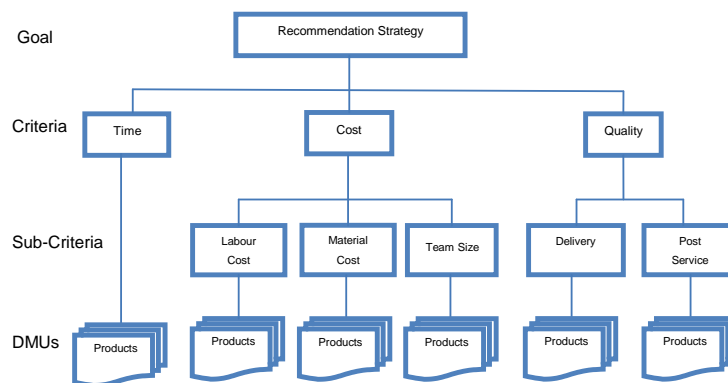 Goal
Recommendation Strategy
Criteria
Time
Cost
Quality
Sub-Criteria
Labour
Cost
Material
Cost
Team Size
Delivery
Post
Service
DMUs
Products
Products
Products
Products
Products
Products